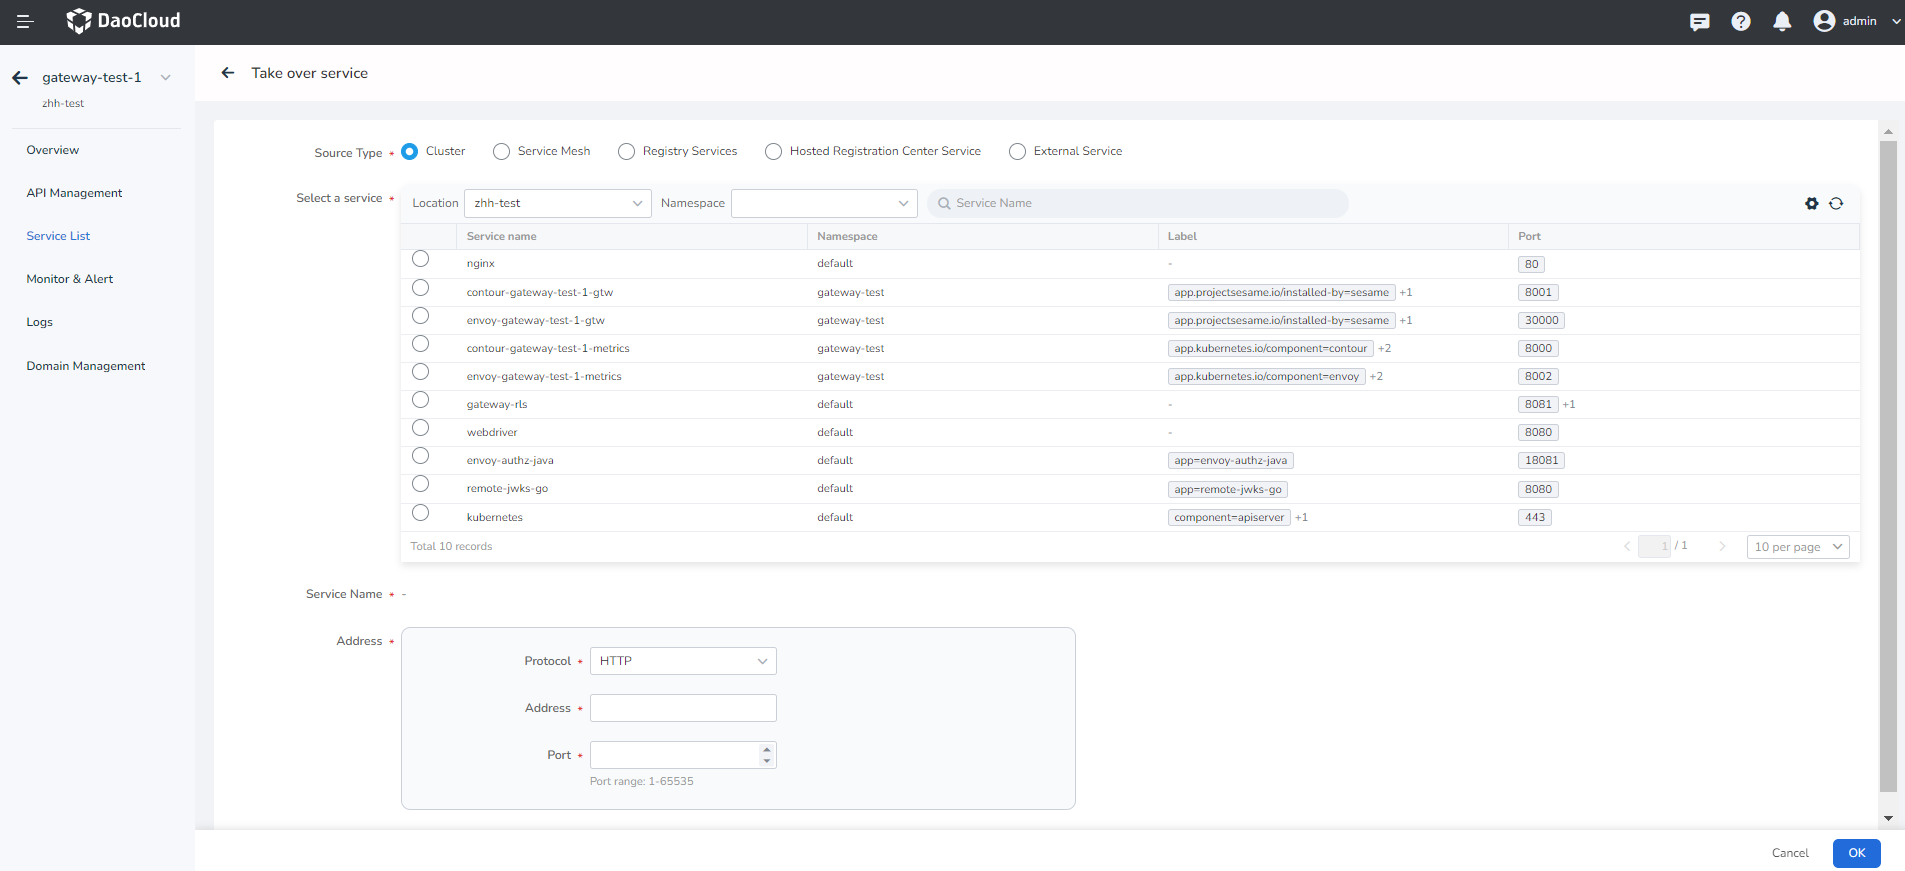 DaoCloud
admin
gateway-test-1
zhh-test
Overview
API Management
Service List
Monitor & Alert
Logs
Domain Management
Take over service
Source Type * Cluster Service Mesh Registry Services Hosted Registration Center Service External Service
Select a service * Location zhh-test Namespace Service Name
Service name Namespace Label Port
nginx default - 80
contour-gateway-test-1-gtw gateway-test app.projectsesame.io/installed-by=sesame +1 8001
envoy-gateway-test-1-gtw gateway-test app.projectsesame.io/installed-by=sesame +1 30000
contour-gateway-test-1-metrics gateway-test app.kubernetes.io/component=contour +2 8000
envoy-gateway-test-1-metrics gateway-test app.kubernetes.io/component=envoy +2 8002
gateway-rls default - 8081 +1
webdriver default - 8080
envoy-authz-java default app=envoy-authz-java 18081
remote-jwks-go default app=remote-jwks-go 8080
kubernetes default component=apiserver +1 443
Total 10 records 1 / 1 10 per page
Service Name * -
Address *
Protocol * HTTP
Address *
Port *
Port range: 1-65535
Cancel OK